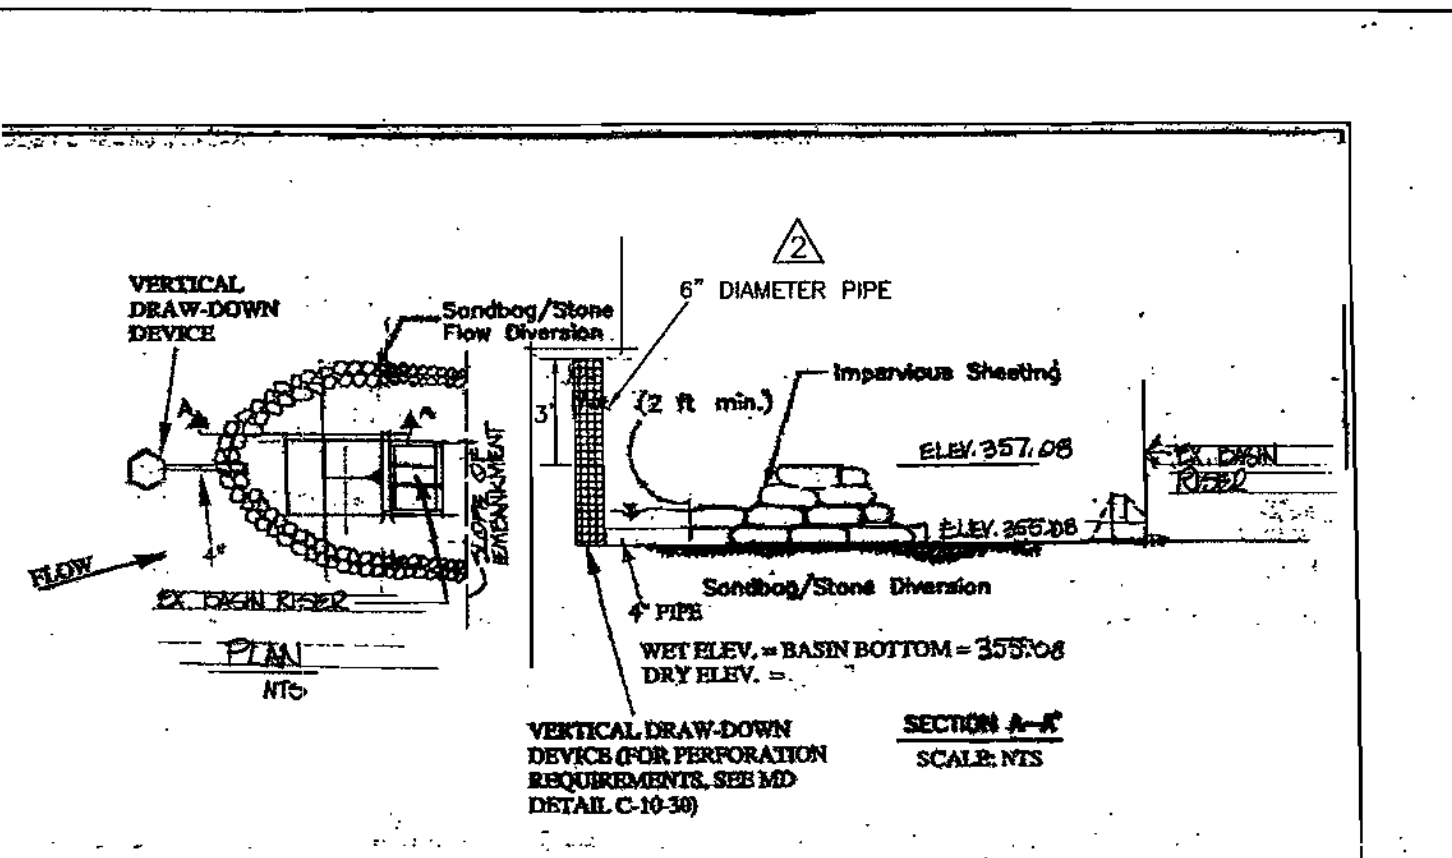 2
6" DIAMETER PIPE
VERTICAL
DRAW-DOWN
DEVICE
Sandbag/Stone
Flow Diversion
Impervious Sheeting
(2 ft min.)
3'
A
A
ELEV. 357.08
EX. BASIN
RISER
SLOPE OF
EMBANKMENT
ELEV. 355.08
4"
FLOW
EX. BASIN RISER
Sandbag/Stone Diversion
4" PIPE
PLAN
NTS
WET ELEV. = BASIN BOTTOM = 355.08
DRY ELEV. =
VERTICAL DRAW-DOWN
DEVICE (FOR PERFORATION
REQUIREMENTS, SEE MD
DETAIL C-10-30)
SECTION A-A'
SCALE: NTS